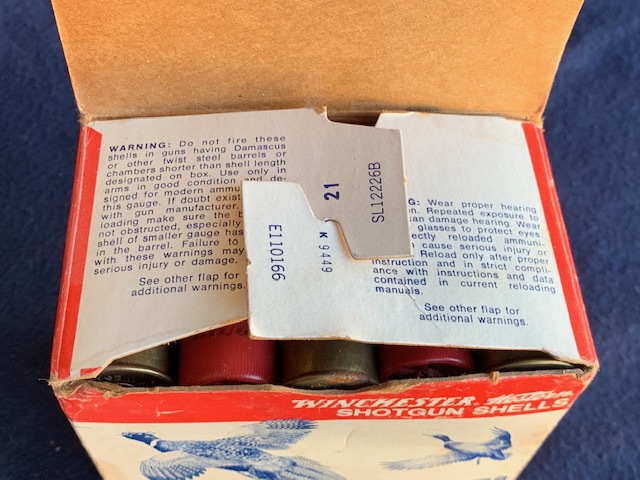 WARNING: Do not fire these
shells in guns having Damascus
or other twist steel barrels or
chambers shorter than shell length
designated on box. Use only in
arms in good condition and de-
signed for modern ammu
this gauge. If doubt exist
with gun manufacturer.
loading make sure the b
not obstructed, especially
shell of smaller gauge has
in the barrel. Failure to
with these warnings may
serious injury or damage.
See other flap for
additional warnings.
21
SL12226B
K 9449
E110166
G: Wear proper hearing
on. Repeated exposure to
can damage hearing. Wear
glasses to protect eyes.
ectly reloaded ammuni-
cause serious injury or
Reload only after proper
instruction and in strict compli-
ance with instructions and data
contained in current reloading
manuals.
See other flap for
additional warnings.
WINCHESTER Western
SHOTGUN SHELLS